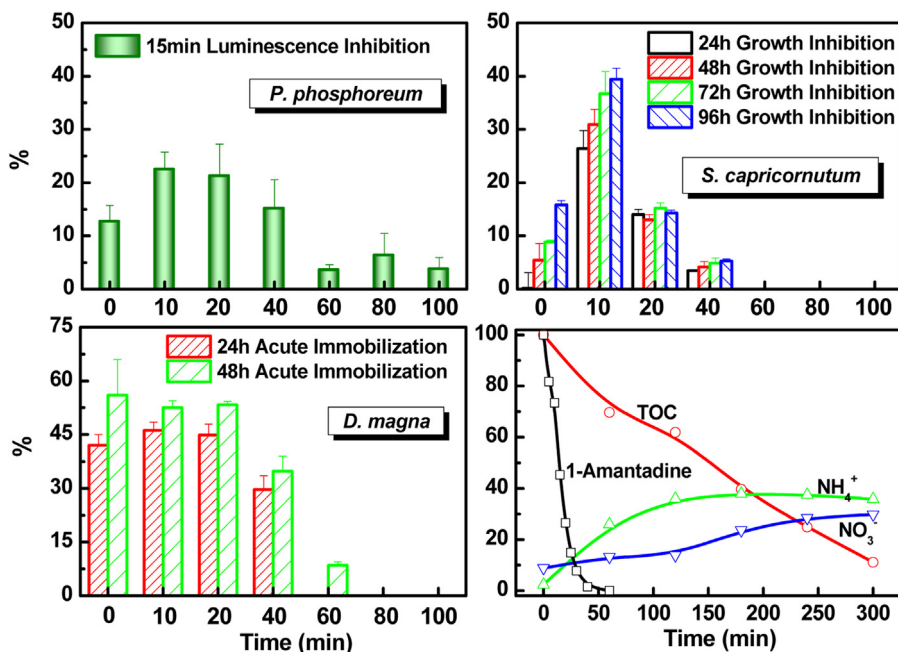 50
40
30
20
10
0
%
15min Luminescence Inhibition
P. phosphoreum
0 10 20 40 60 80 100
50
40
30
20
10
0
24h Growth Inhibition
48h Growth Inhibition
72h Growth Inhibition
96h Growth Inhibition
S. capricornutum
0 10 20 40 60 80 100
75
60
45
30
15
0
%
24h Acute Immobilization
48h Acute Immobilization
D. magna
0 10 20 40 60 80 100
Time (min)
100
80
60
40
20
0
TOC
1-Amantadine
NH₄⁺
NO₃⁻
0 50 100 150 200 250 300
Time (min)